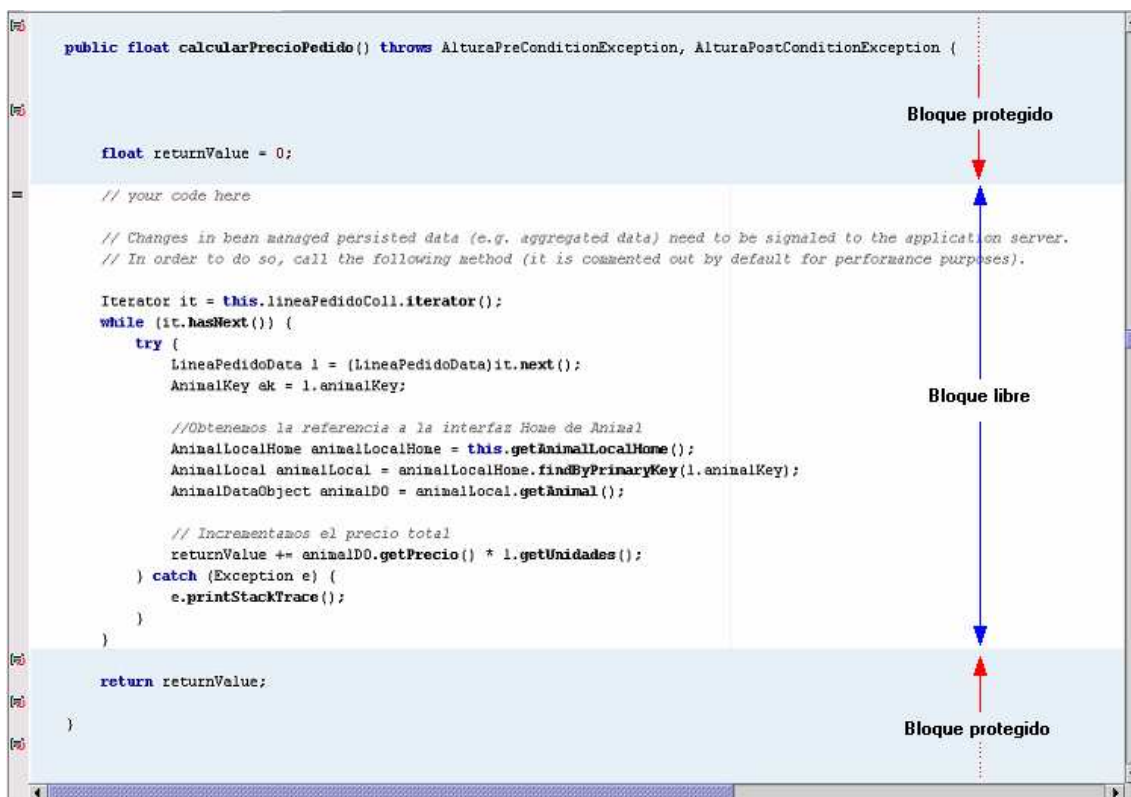 public float calcularPrecioPedido() throws AlturaPreConditionException, AlturaPostConditionException {
Bloque protegido
float returnValue = 0;
// your code here
// Changes in bean managed persisted data (e.g. aggregated data) need to be signaled to the application server.
// In order to do so, call the following method (it is commented out by default for performance purposes).
Iterator it = this.lineaPedidoColl.iterator();
while (it.hasNext()) {
try {
LineaPedidoData l = (LineaPedidoData)it.next();
AnimalKey ak = l.animalKey;
Bloque libre
//Obtenemos la referencia a la interfaz Home de Animal
AnimalLocalHome animalLocalHome = this.getAnimalLocalHome();
AnimalLocal animalLocal = animalLocalHome.findByPrimaryKey(l.animalKey);
AnimalDataObject animalDO = animalLocal.getAnimal();
// Incrementamos el precio total
returnValue += animalDO.getPrecio() * l.getUnidades();
} catch (Exception e) {
e.printStackTrace();
}
}
return returnValue;
}
Bloque protegido